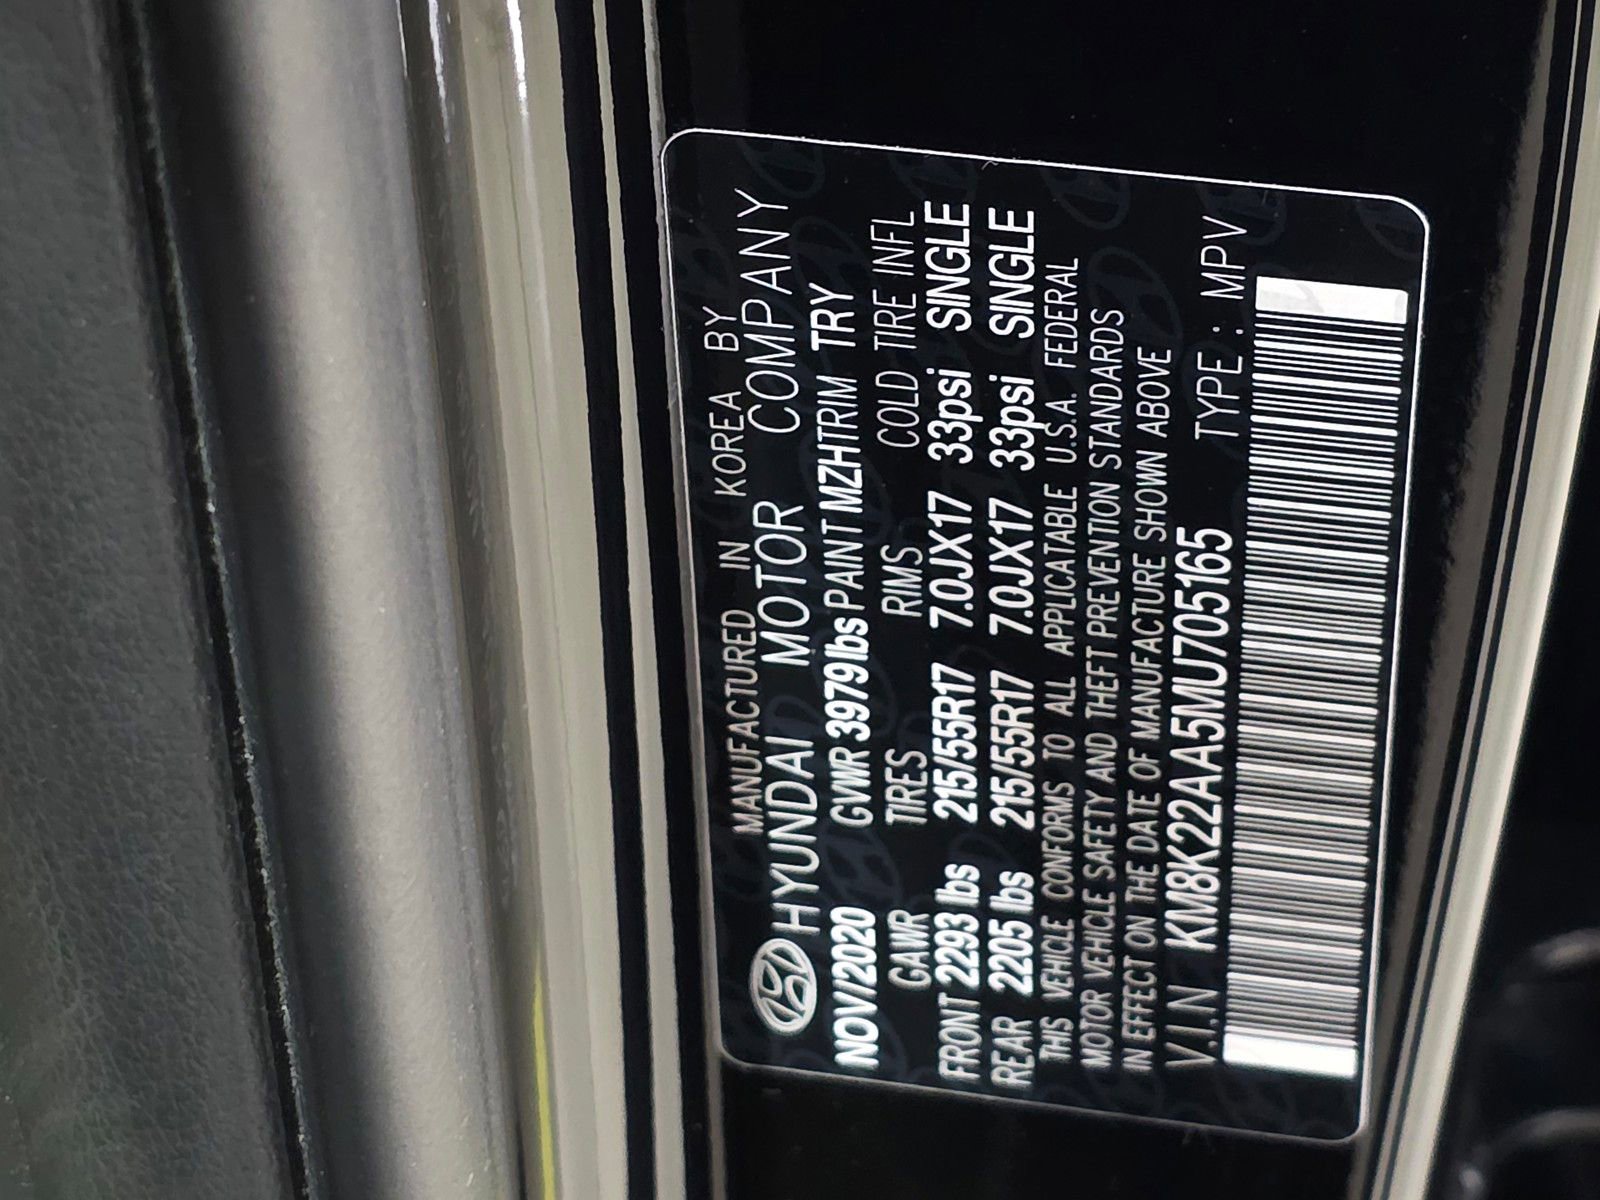 MANUFACTURED IN KOREA BY
HYUNDAI MOTOR COMPANY
NOV/2020 GVWR 3979lbs PAINT MZH TRIM TRY
GAWR TIRES RIMS COLD TIRE INFL
FRONT 2293 lbs 215/55R17 7.0JX17 33psi SINGLE
REAR 2205 lbs 215/55R17 7.0JX17 33psi SINGLE
THIS VEHICLE CONFORMS TO ALL APPLICATABLE U.S.A. FEDERAL
MOTOR VEHICLE SAFETY AND THEFT PREVENTION STANDARDS
IN EFFECT ON THE DATE OF MANUFACTURE SHOWN ABOVE
V.I.N KM8K22AA5MU705165 TYPE : MPV